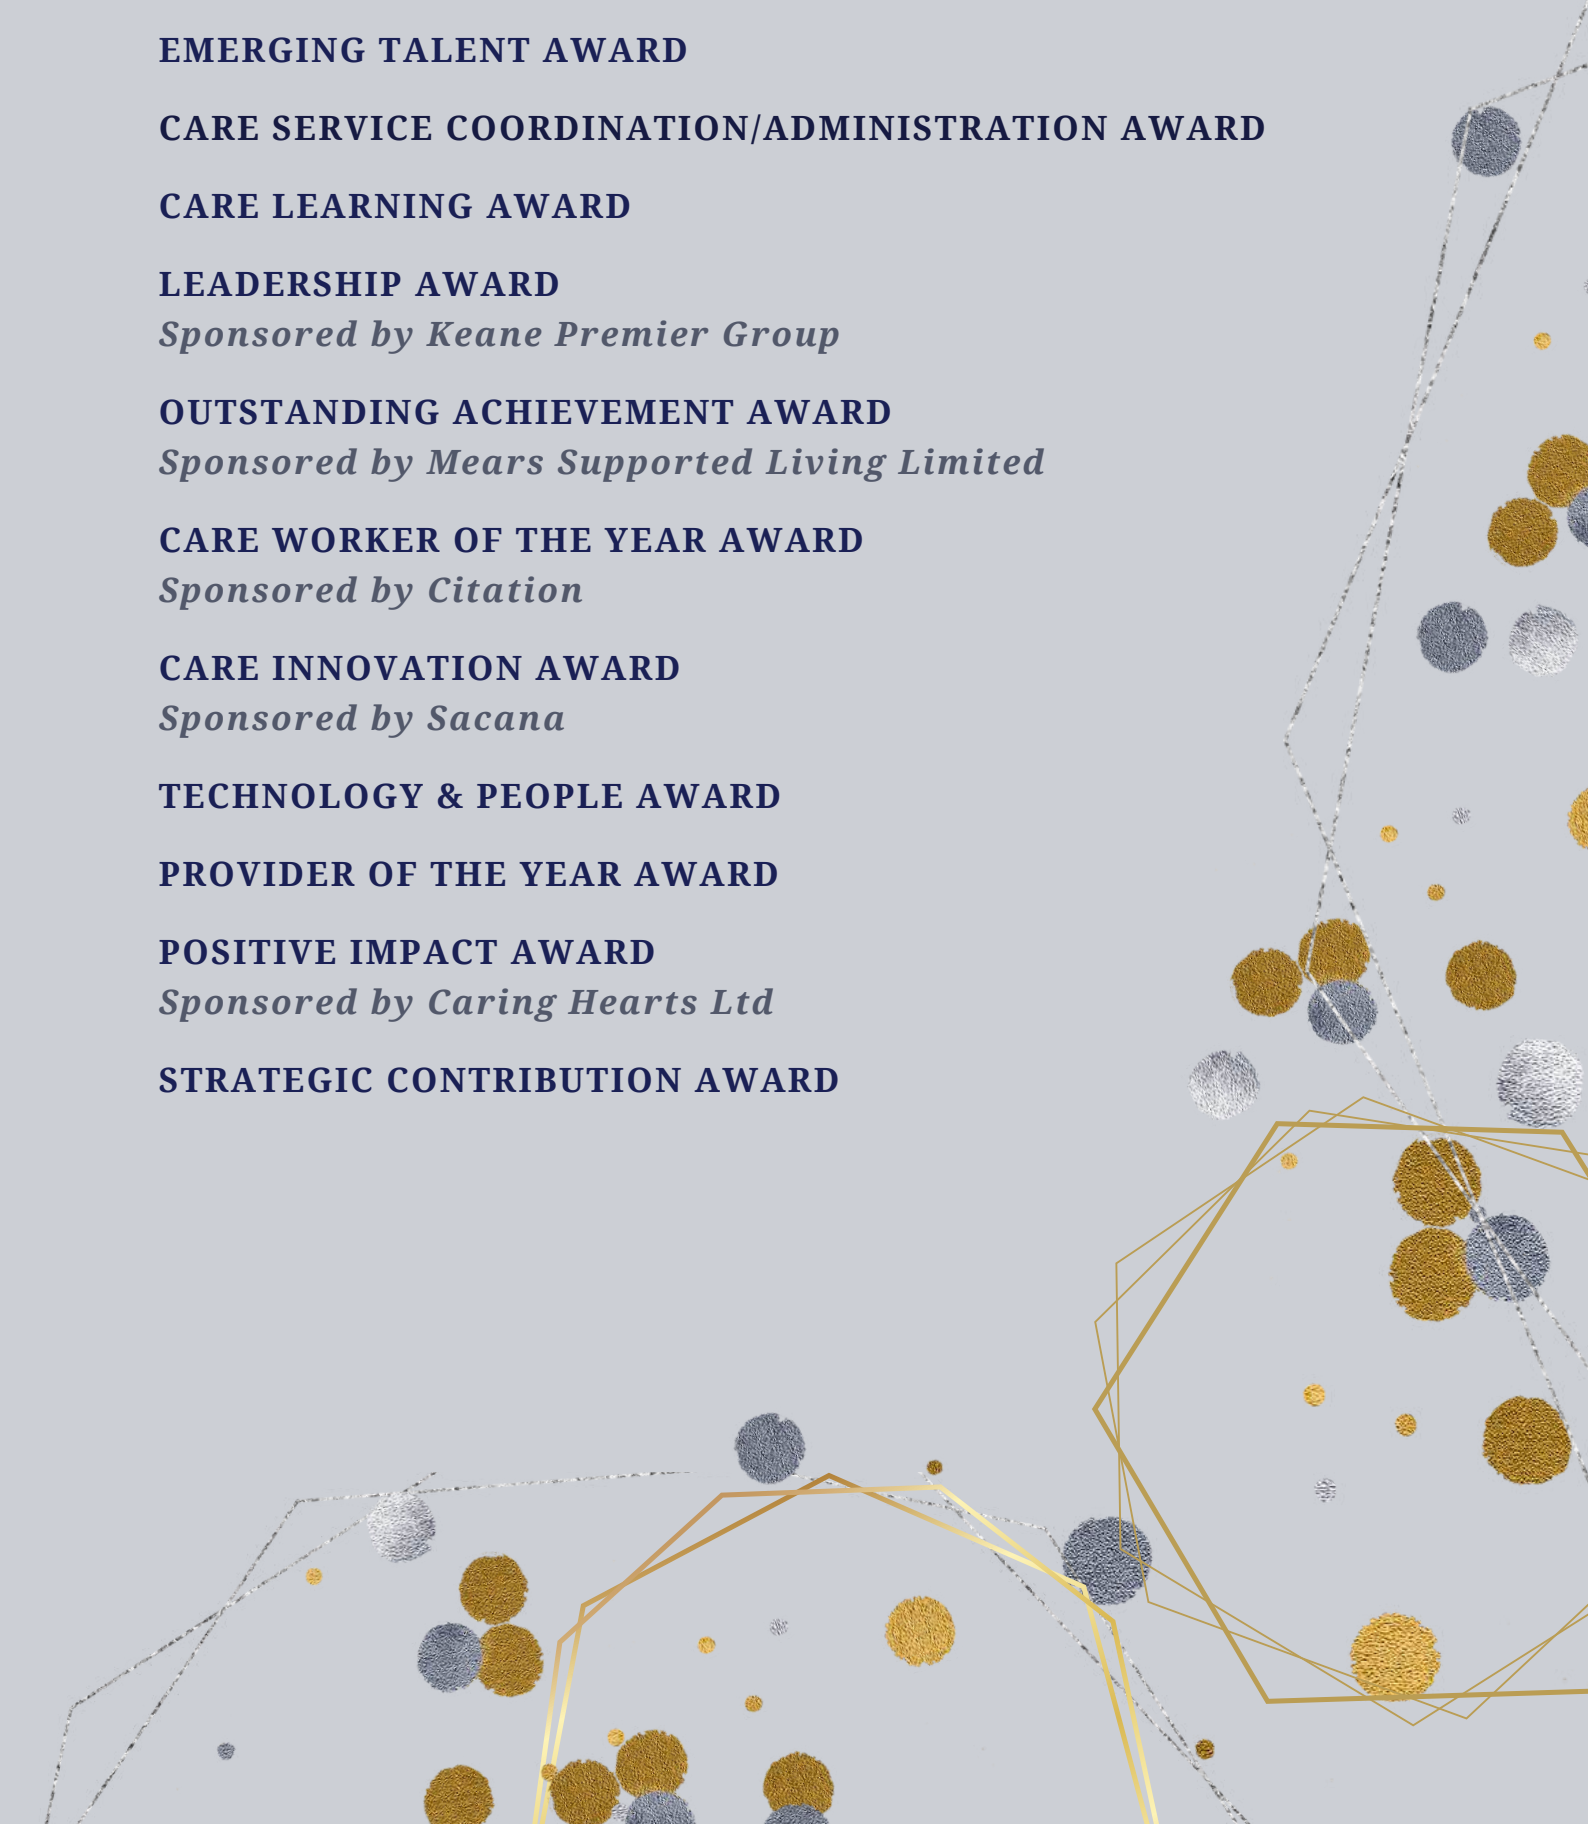 EMERGING TALENT AWARD
CARE SERVICE COORDINATION/ADMINISTRATION AWARD
CARE LEARNING AWARD
LEADERSHIP AWARD
Sponsored by Keane Premier Group
OUTSTANDING ACHIEVEMENT AWARD
Sponsored by Mears Supported Living Limited
CARE WORKER OF THE YEAR AWARD
Sponsored by Citation
CARE INNOVATION AWARD
Sponsored by Sacana
TECHNOLOGY & PEOPLE AWARD
PROVIDER OF THE YEAR AWARD
POSITIVE IMPACT AWARD
Sponsored by Caring Hearts Ltd
STRATEGIC CONTRIBUTION AWARD